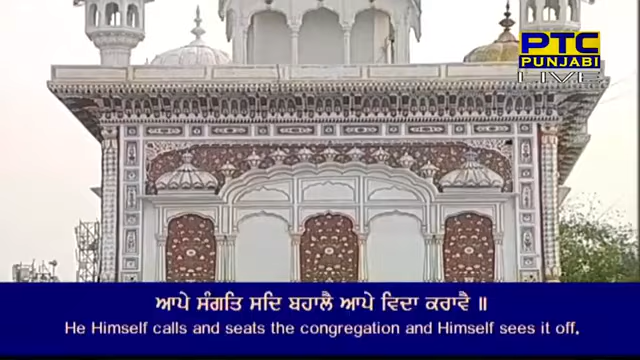 PTC
PUNJABI
LIVE
ਆਪੇ ਸੰਗਤਿ ਸਦਿ ਬਹਾਲੈ ਆਪੇ ਵਿਦਾ ਕਰਾਵੈ ॥
He Himself calls and seats the congregation and Himself sees it off.